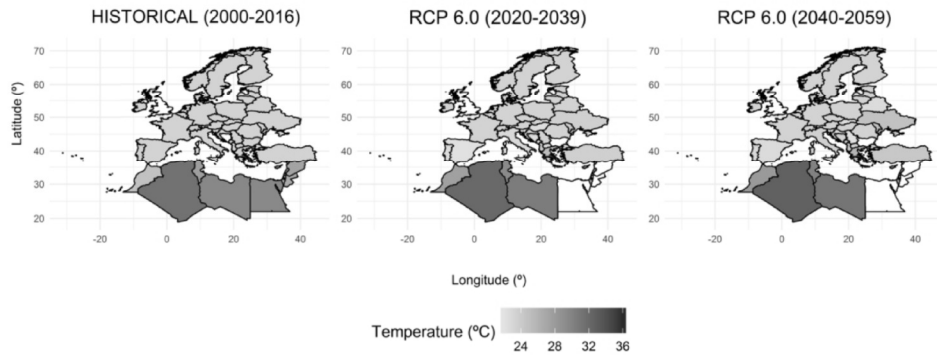 HISTORICAL (2000-2016) RCP 6.0 (2020-2039) RCP 6.0 (2040-2059)
Latitude (º)
70 70 70
60 60 60
50 50 50
40 40 40
30 30 30
20 20 20
-20 0 20 40 -20 0 20 40 -20 0 20 40
Longitude (º)
Temperature (ºC)
24 28 32 36